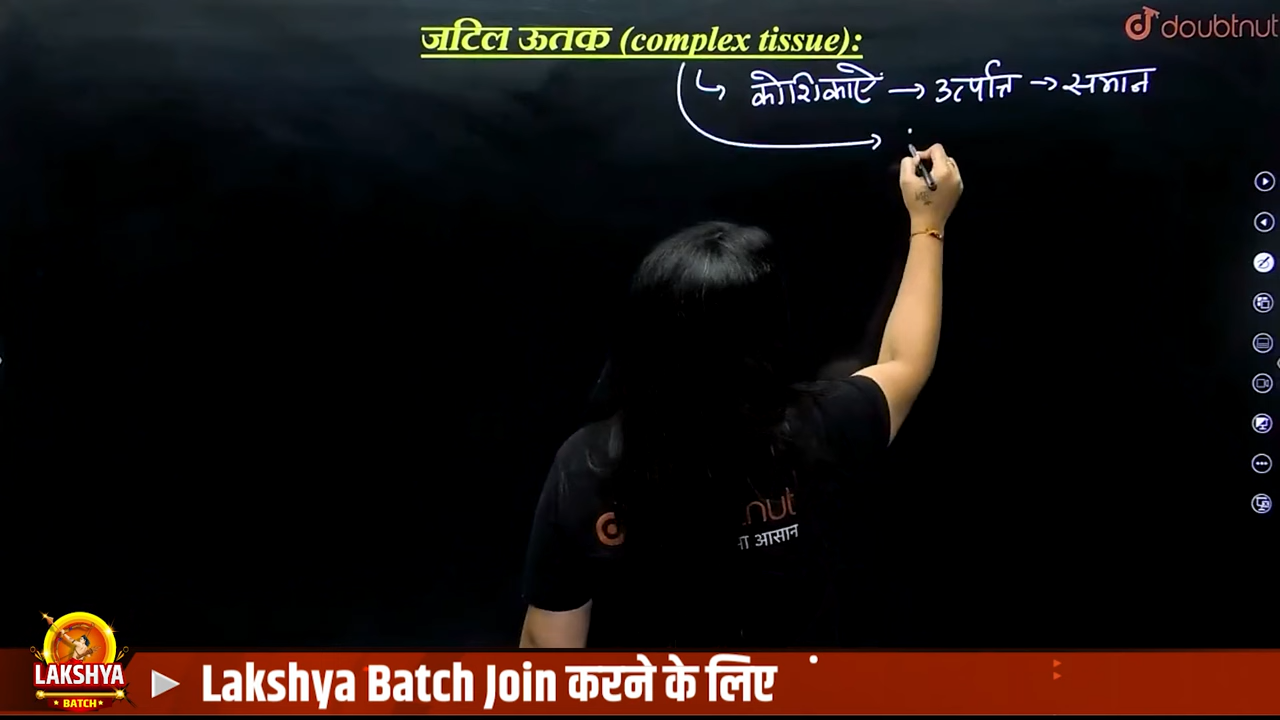 जटिल ऊतक (complex tissue):
doubtnut
कोशिकाऐं → उत्पत्ति → समान
nut
ना आसान
LAKSHYA
BATCH
Lakshya Batch Join करने के लिए